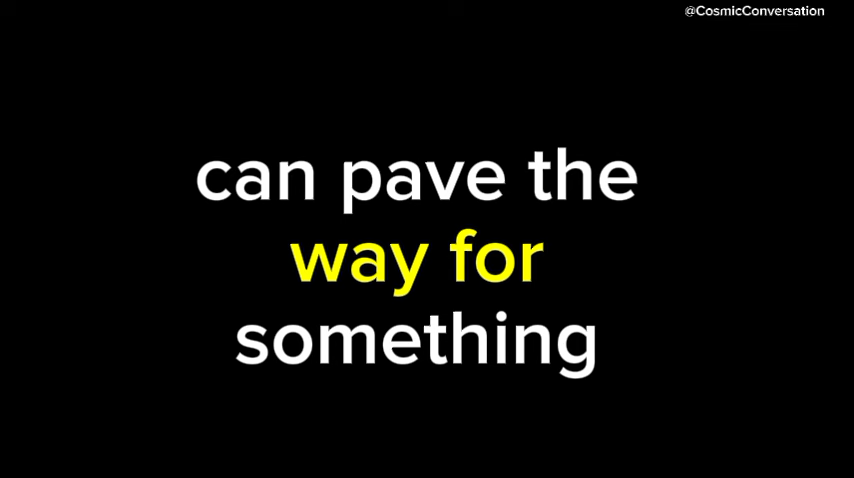 @CosmicConversation
can pave the
way for
something